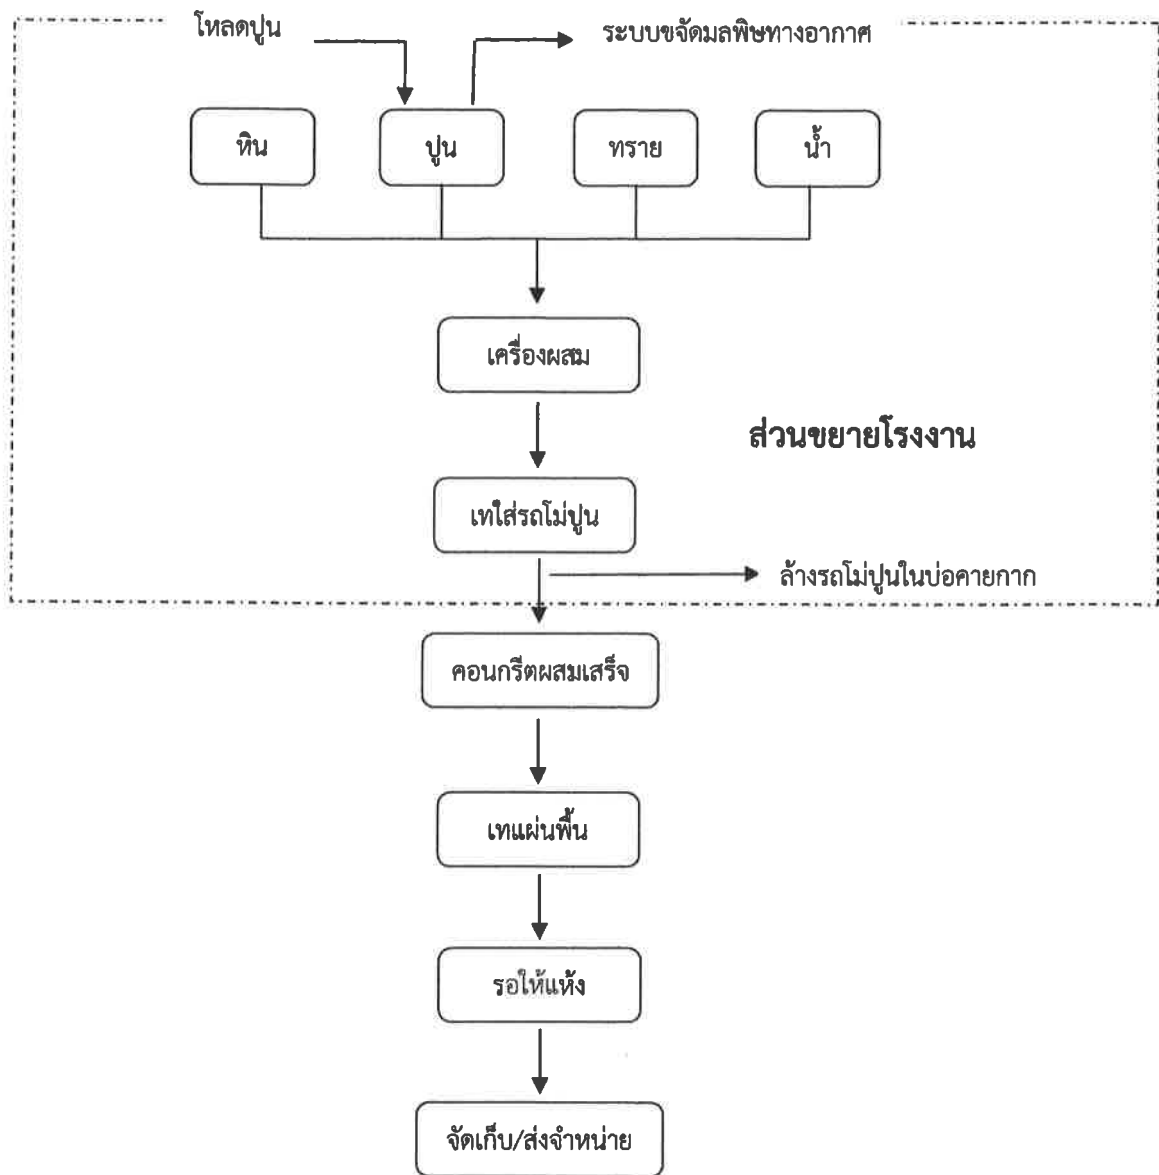 โหลดปูน
ระบบขจัดมลพิษทางอากาศ
หิน
ปูน
ทราย
น้ำ
เครื่องผสม
ส่วนขยายโรงงาน
เทใส่รถโม่ปูน
ล้างรถโม่ปูนในบ่อคายกาก
คอนกรีตผสมเสร็จ
เทแผ่นพื้น
รอให้แห้ง
จัดเก็บ/ส่งจำหน่าย